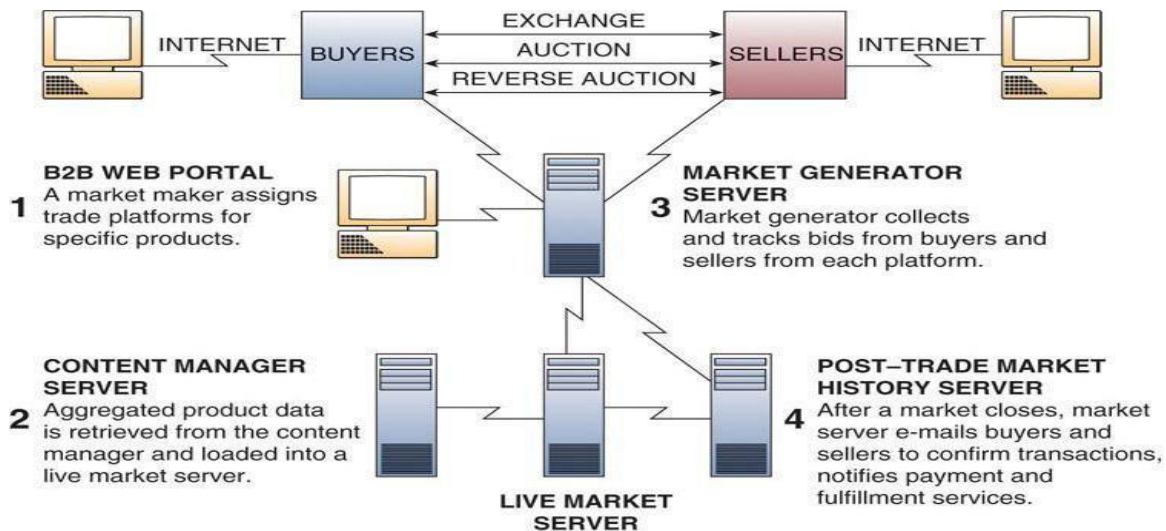 EXCHANGE
INTERNET
BUYERS
AUCTION
SELLERS
INTERNET
REVERSE AUCTION
B2B WEB PORTAL
1
A market maker assigns
trade platforms for
specific products.
MARKET GENERATOR
SERVER
3
Market generator collects
and tracks bids from buyers and
sellers from each platform.
CONTENT MANAGER
SERVER
2
Aggregated product data
is retrieved from the content
manager and loaded into a
live market server.
LIVE MARKET
SERVER
POST–TRADE MARKET
HISTORY SERVER
4
After a market closes, market
server e-mails buyers and
sellers to confirm transactions,
notifies payment and
fulfillment services.